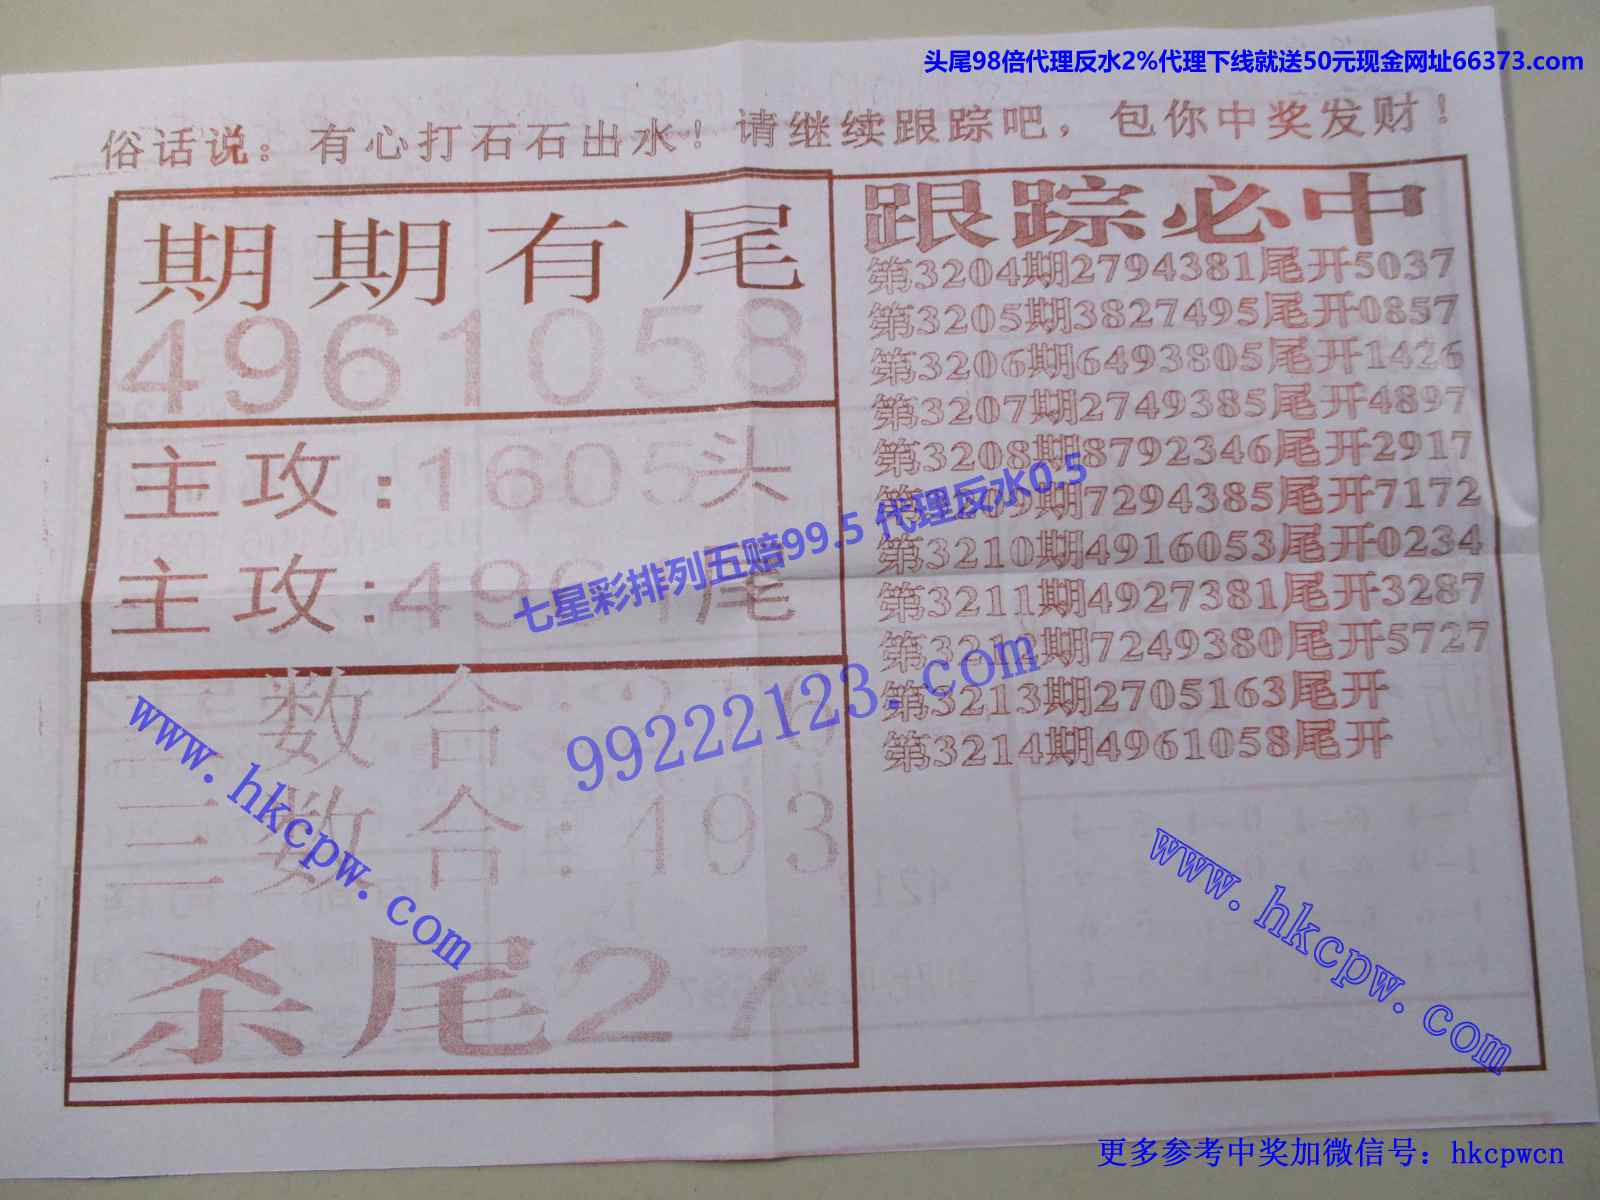 头尾98倍代理反水2%代理下线就送50元现金网址66373.com
俗话说：有心打石石出水！请继续跟踪吧，包你中奖发财！
期期有尾
4961058
主攻:1605头
主攻:4961尾
二数合:
三数合:493
杀尾27
跟踪必中
第3204期2794381尾开5037
第3205期3827495尾开0857
第3206期6493805尾开1426
第3207期2749385尾开4897
第3208期8792346尾开2917
第3209期7294385尾开7172
第3210期4916053尾开0234
第3211期4927381尾开3287
第3212期7249380尾开5727
第3213期2705163尾开
第3214期4961058尾开
七星彩排列五赔99.5 代理反水0.5
99222123.com
www.hkcpw.com
www.hkcpw.com
更多参考中奖加微信号：hkcpwcn